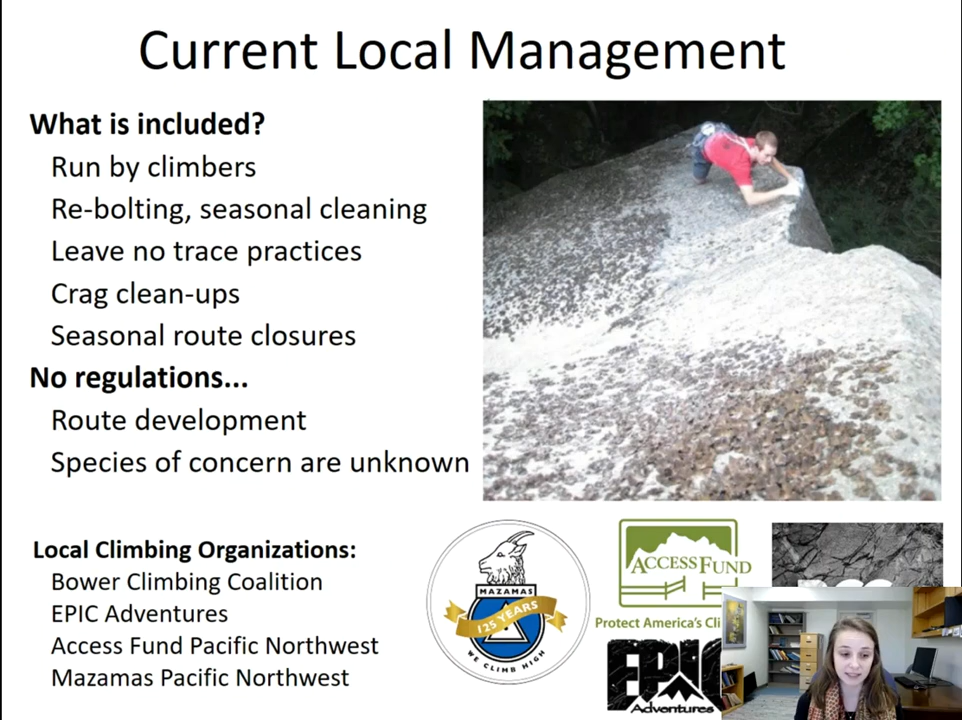 Current Local Management
What is included?
Run by climbers
Re-bolting, seasonal cleaning
Leave no trace practices
Crag clean-ups
Seasonal route closures
No regulations...
Route development
Species of concern are unknown
Local Climbing Organizations:
Bower Climbing Coalition
EPIC Adventures
Access Fund Pacific Northwest
Mazamas Pacific Northwest
MAZAMAS
125 YEARS
WE CLIMB HIGH
ACCESS FUND
Protect America's Cli
EPIC
Adventures